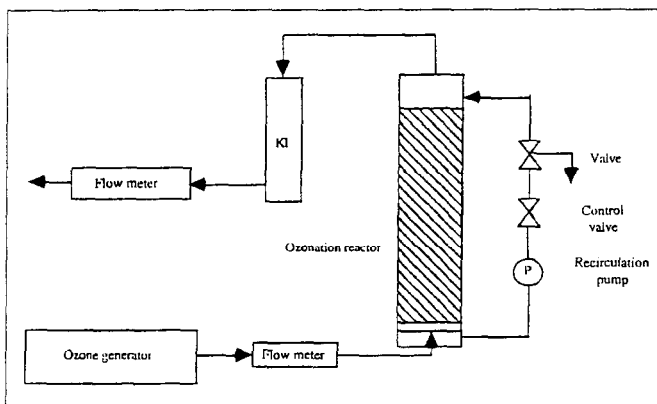 KI
Flow meter
Valve
Control
valve
Ozonation reactor
P
Recirculation
pump
Ozone generator
Flow meter